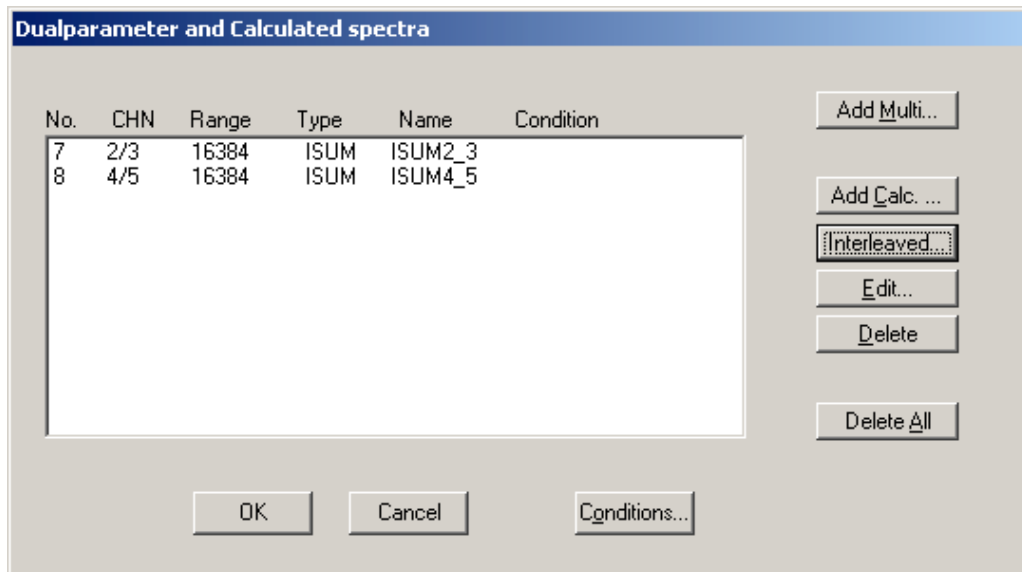 Dualparameter and Calculated spectra
No. CHN Range Type Name Condition
7 2/3 16384 ISUM ISUM2_3
8 4/5 16384 ISUM ISUM4_5
Add Multi...
Add Calc. ...
Interleaved...
Edit...
Delete
Delete All
OK Cancel Conditions...